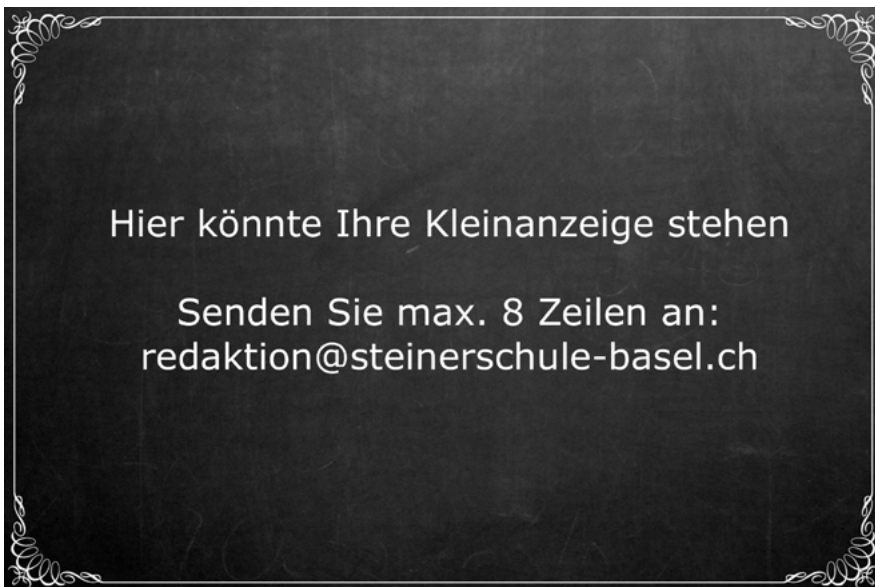 Hier könnte Ihre Kleinanzeige stehen
Senden Sie max. 8 Zeilen an:
redaktion@steinerschule-basel.ch